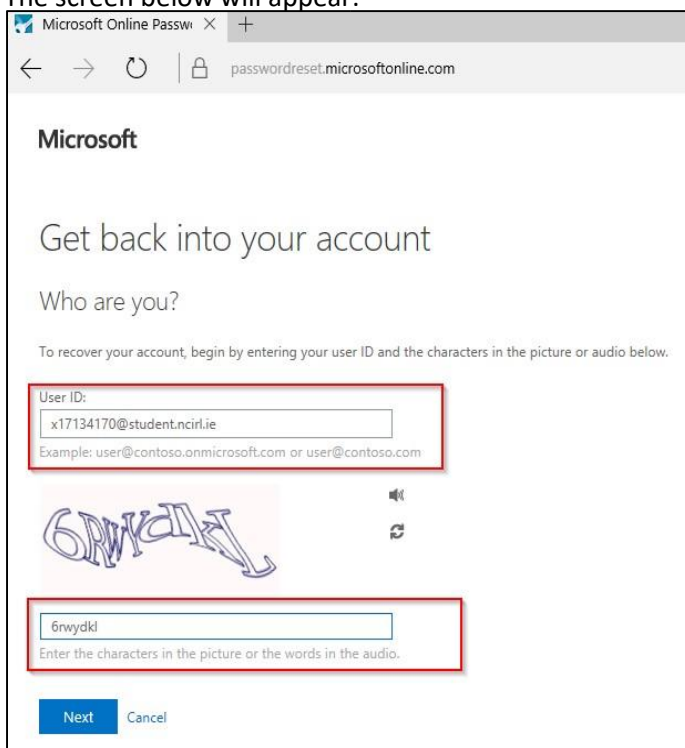 The screen below will appear:
Microsoft Online Passw
passwordreset.microsoftonline.com
Microsoft
Get back into your account
Who are you?
To recover your account, begin by entering your user ID and the characters in the picture or audio below.
User ID:
x17134170@student.ncirl.ie
Example: user@contoso.onmicrosoft.com or user@contoso.com
6RWYdkL
6rwydkl
Enter the characters in the picture or the words in the audio.
Next Cancel